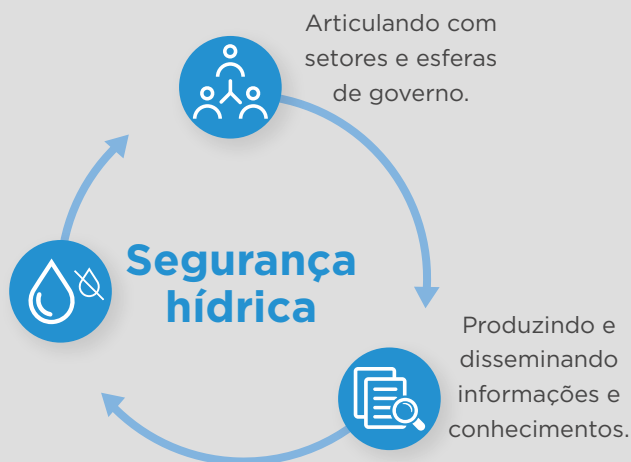 Articulando com
setores e esferas
de governo.
Segurança
hídrica
Produzindo e
disseminando
informações e
conhecimentos.